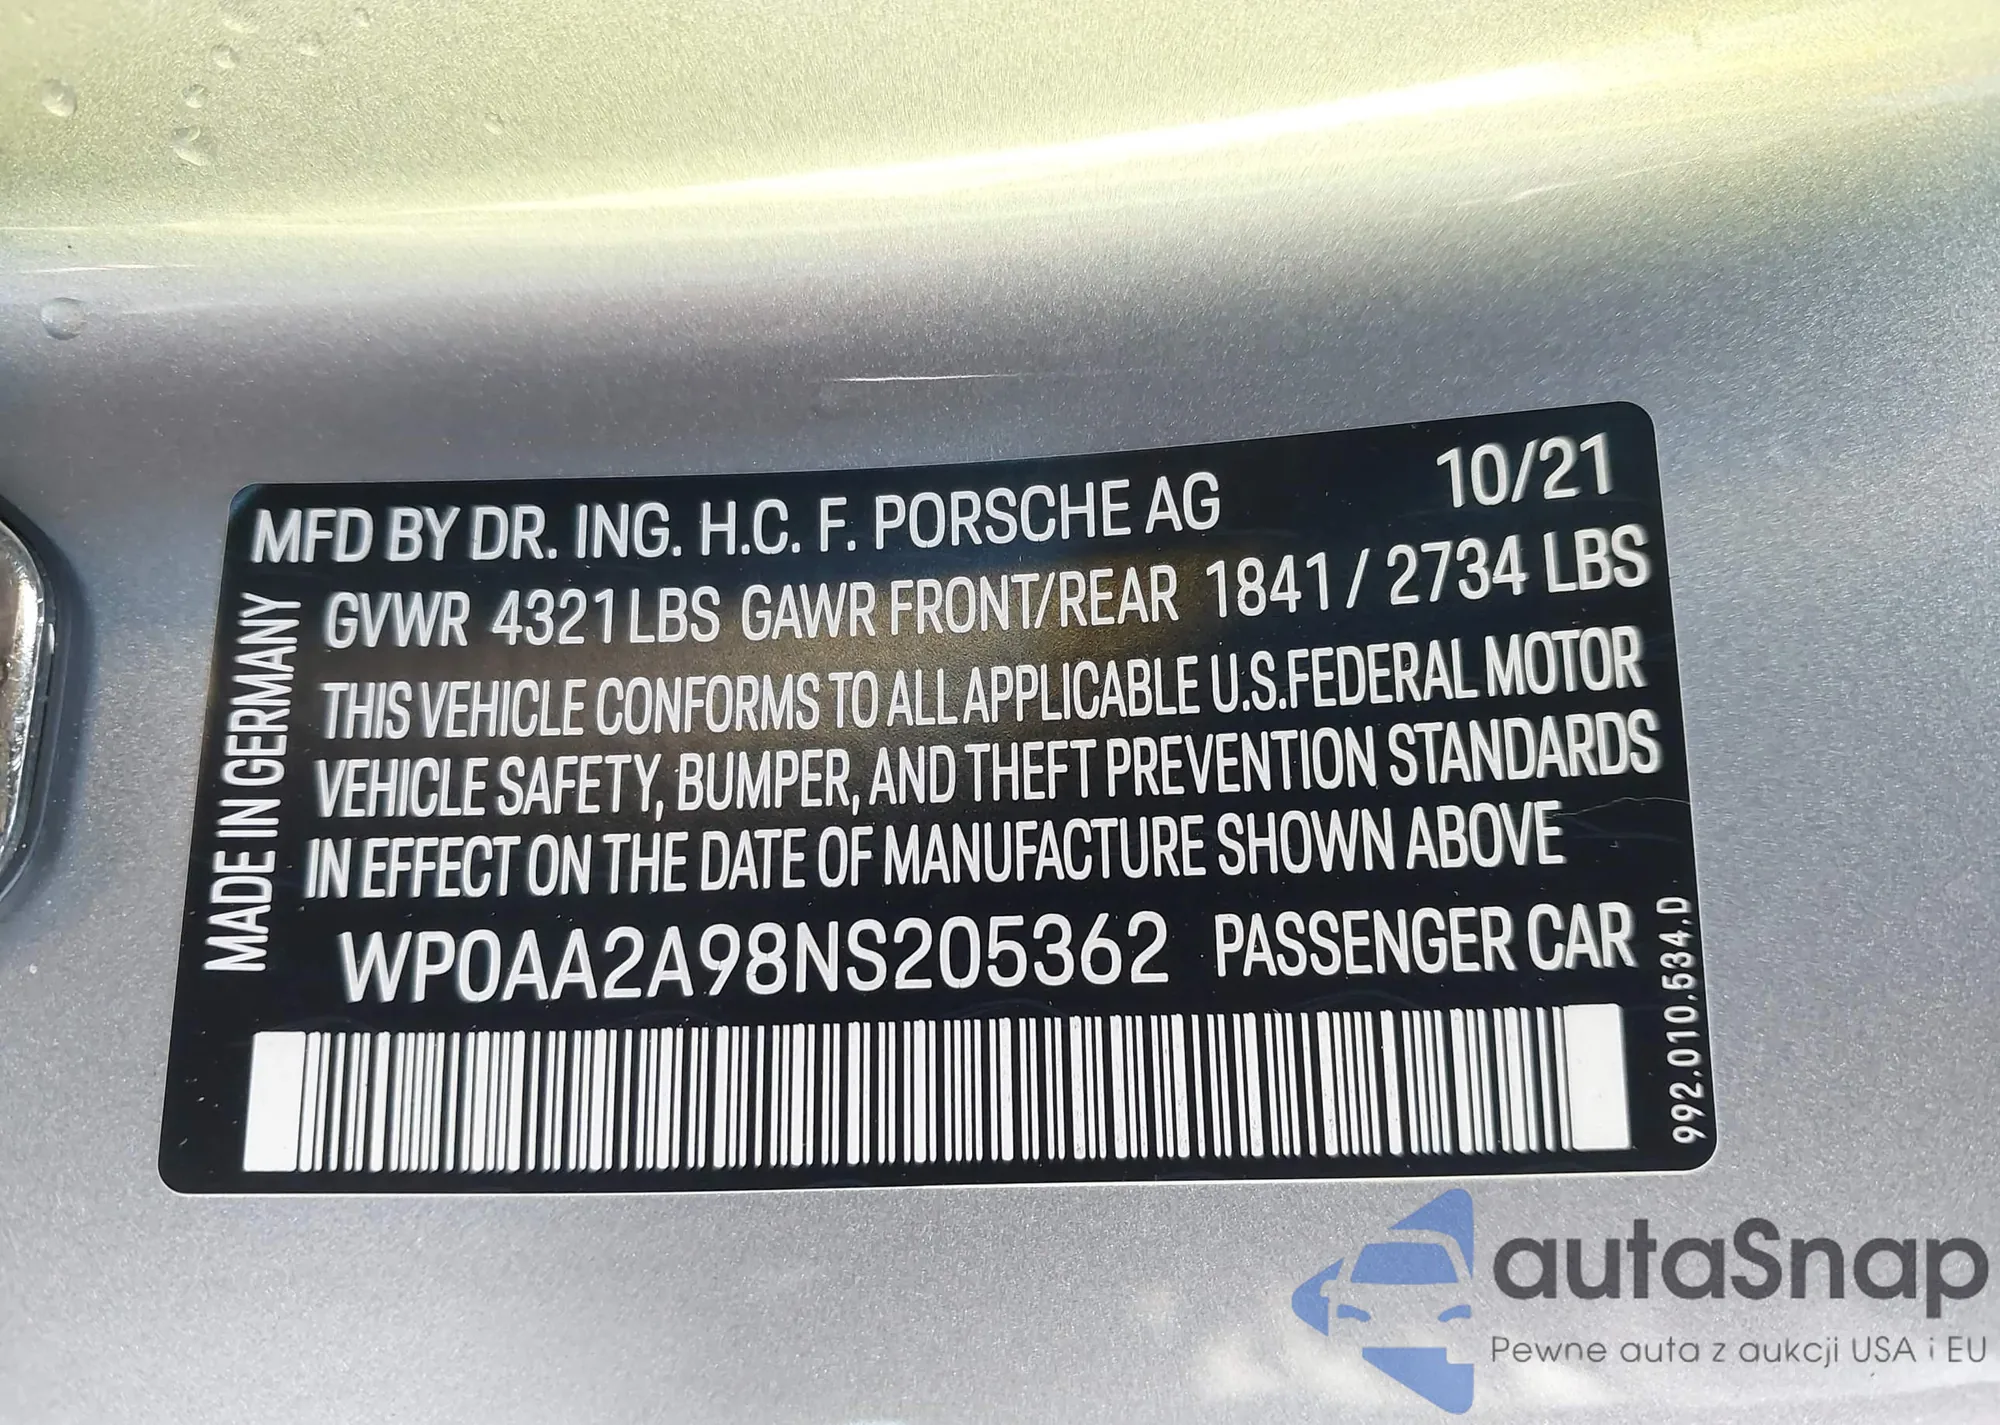 MFD BY DR. ING. H.C. F. PORSCHE AG 10/21
GVWR 4321 LBS GAWR FRONT/REAR 1841 / 2734 LBS
THIS VEHICLE CONFORMS TO ALL APPLICABLE U.S. FEDERAL MOTOR
VEHICLE SAFETY, BUMPER, AND THEFT PREVENTION STANDARDS
IN EFFECT ON THE DATE OF MANUFACTURE SHOWN ABOVE
WP0AA2A98NS205362 PASSENGER CAR
MADE IN GERMANY
992.010.534.D
autaSnap
Pewne auta z aukcji USA i EU